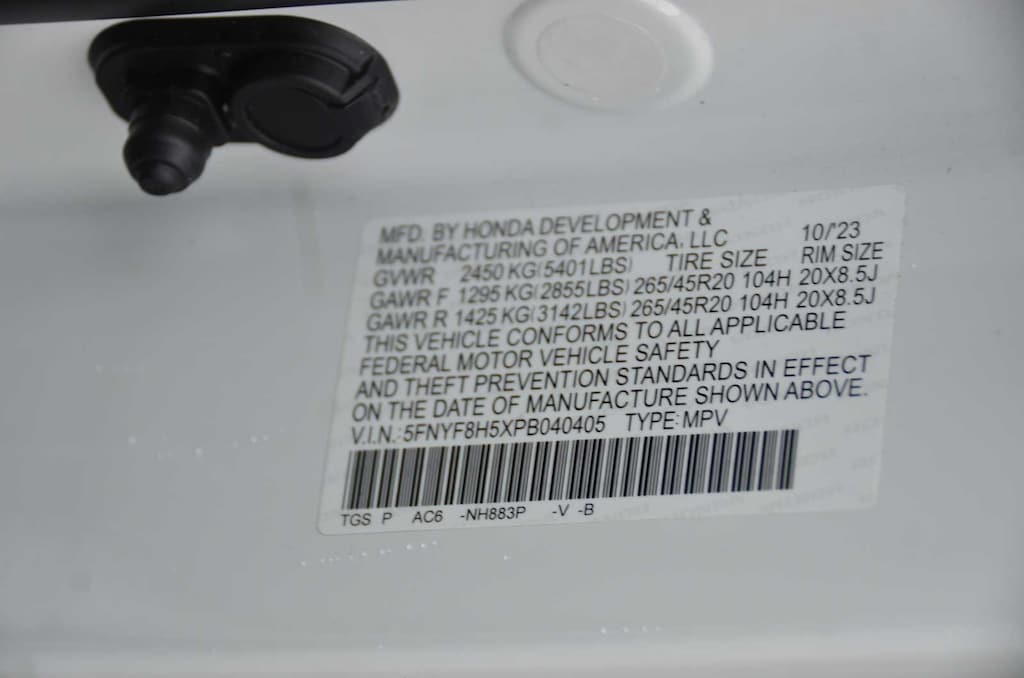 MFD. BY HONDA DEVELOPMENT &
MANUFACTURING OF AMERICA, LLC 10/'23
GVWR 2450 KG(5401LBS) TIRE SIZE RIM SIZE
GAWR F 1295 KG(2855LBS) 265/45R20 104H 20X8.5J
GAWR R 1425 KG(3142LBS) 265/45R20 104H 20X8.5J
THIS VEHICLE CONFORMS TO ALL APPLICABLE
FEDERAL MOTOR VEHICLE SAFETY
AND THEFT PREVENTION STANDARDS IN EFFECT
ON THE DATE OF MANUFACTURE SHOWN ABOVE.
V.I.N.:5FNYF8H5XPB040405 TYPE:MPV
TGS P AC6 -NH883P -V -B